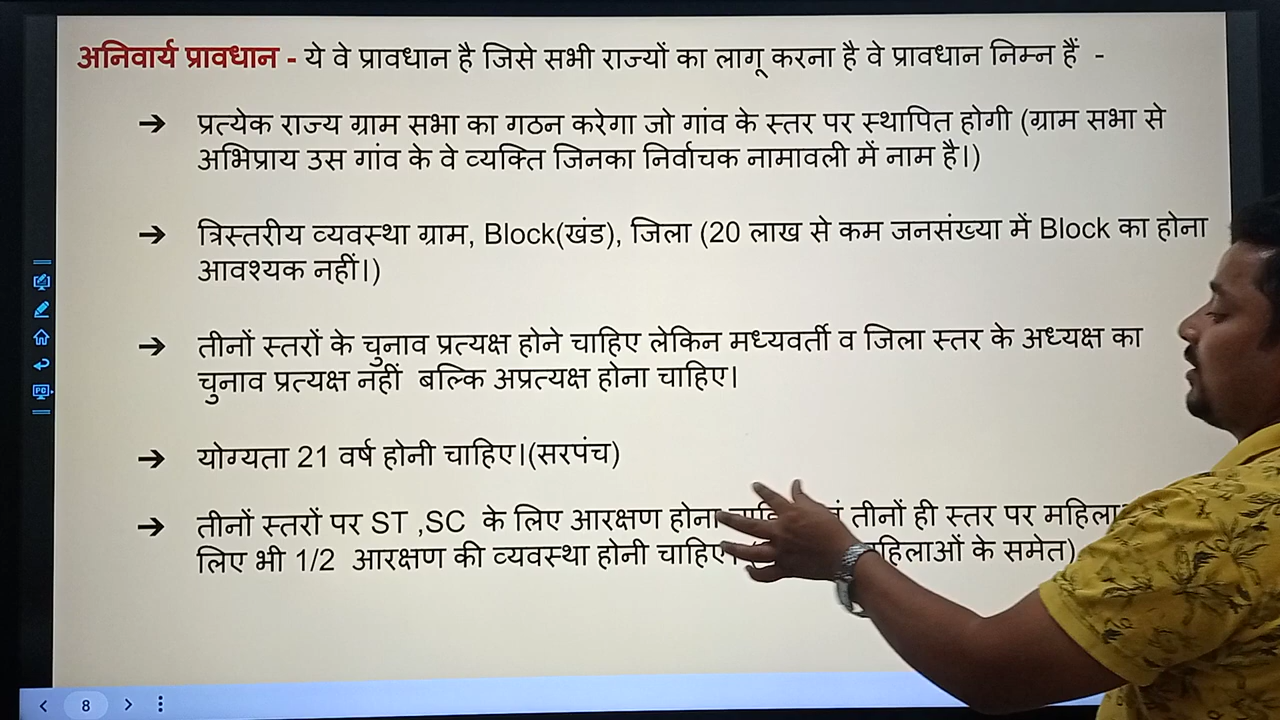 अनिवार्य प्रावधान - ये वे प्रावधान है जिसे सभी राज्यों का लागू करना है वे प्रावधान निम्न हैं -
➔ प्रत्येक राज्य ग्राम सभा का गठन करेगा जो गांव के स्तर पर स्थापित होगी (ग्राम सभा से
अभिप्राय उस गांव के वे व्यक्ति जिनका निर्वाचक नामावली में नाम है।)
➔ त्रिस्तरीय व्यवस्था ग्राम, Block(खंड), जिला (20 लाख से कम जनसंख्या में Block का होना
आवश्यक नहीं।)
➔ तीनों स्तरों के चुनाव प्रत्यक्ष होने चाहिए लेकिन मध्यवर्ती व जिला स्तर के अध्यक्ष का
चुनाव प्रत्यक्ष नहीं बल्कि अप्रत्यक्ष होना चाहिए।
➔ योग्यता 21 वर्ष होनी चाहिए।(सरपंच)
➔ तीनों स्तरों पर ST ,SC के लिए आरक्षण होना तीनों ही स्तर पर
लिए भी 1/2 आरक्षण की व्यवस्था होनी चाहिए। के समेत)
8